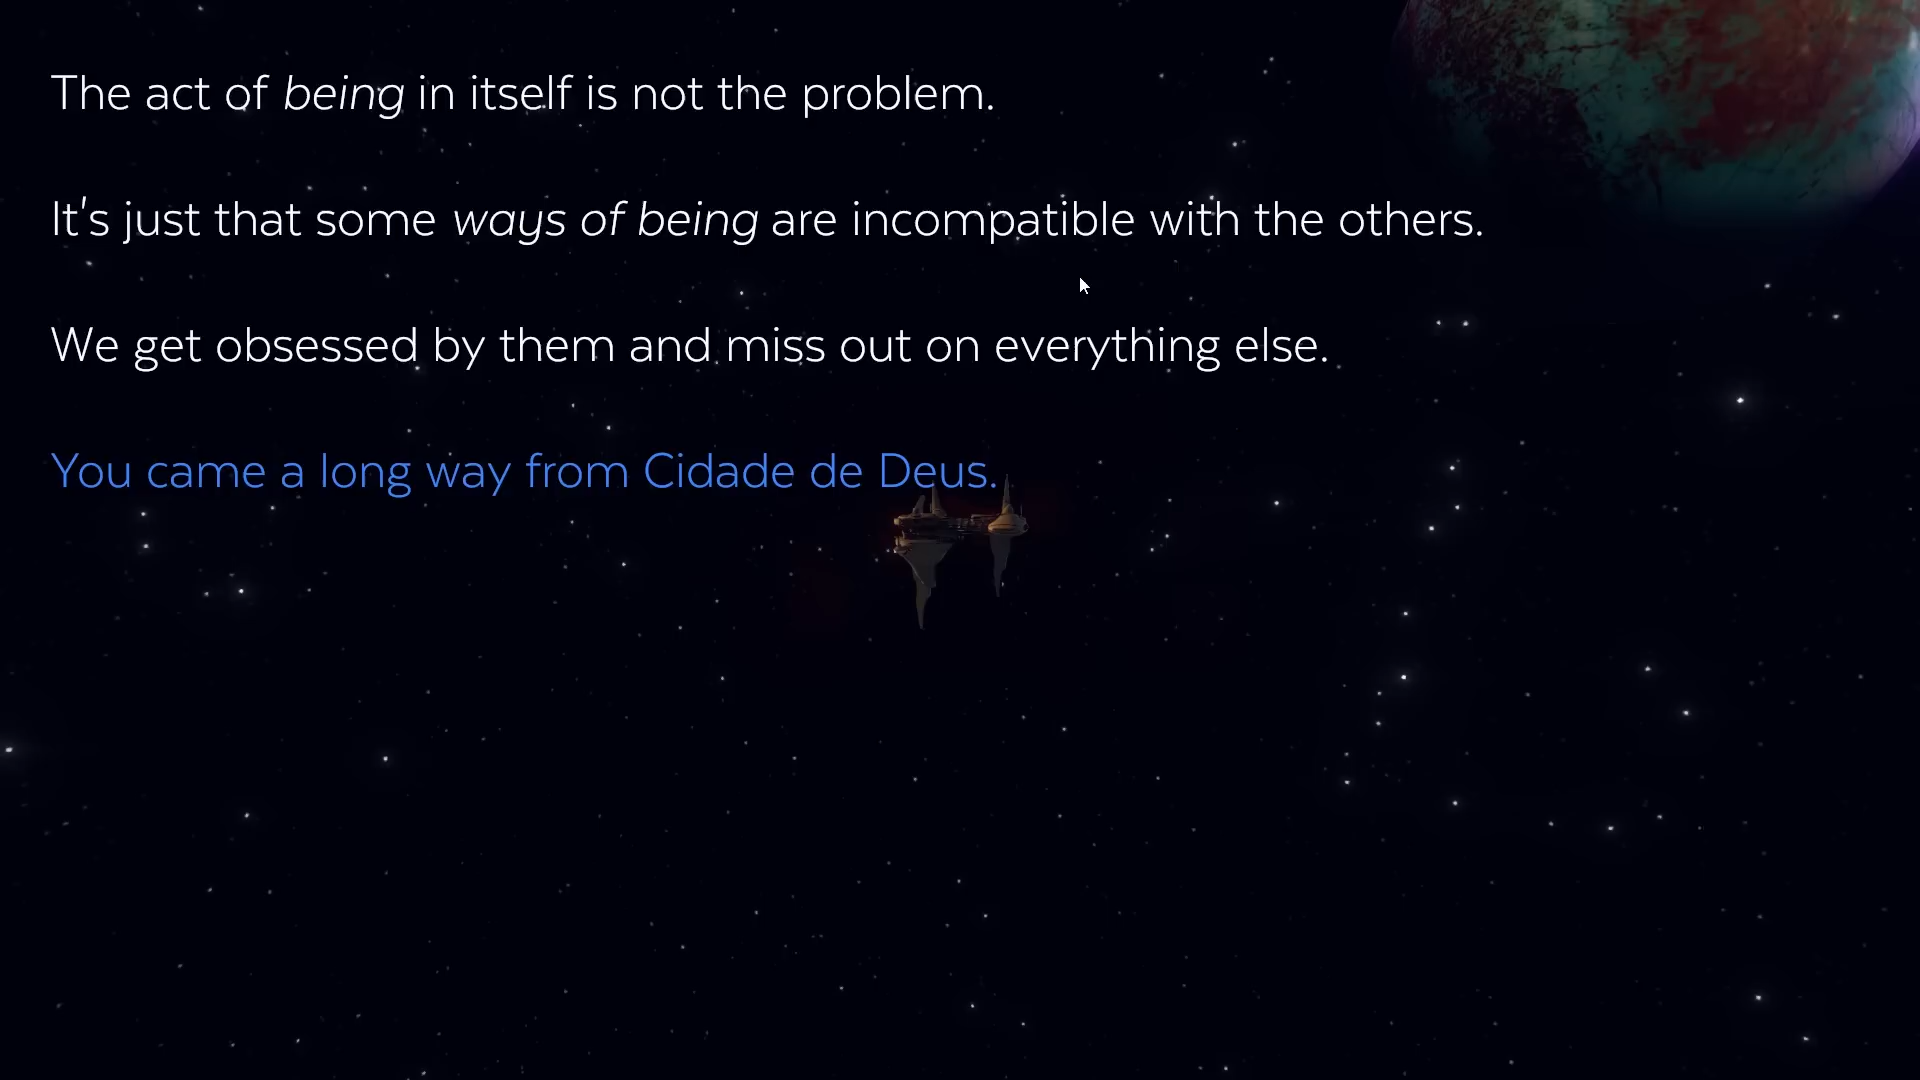 The act of being in itself is not the problem.
It's just that some ways of being are incompatible with the others.
We get obsessed by them and miss out on everything else.
You came a long way from Cidade de Deus.